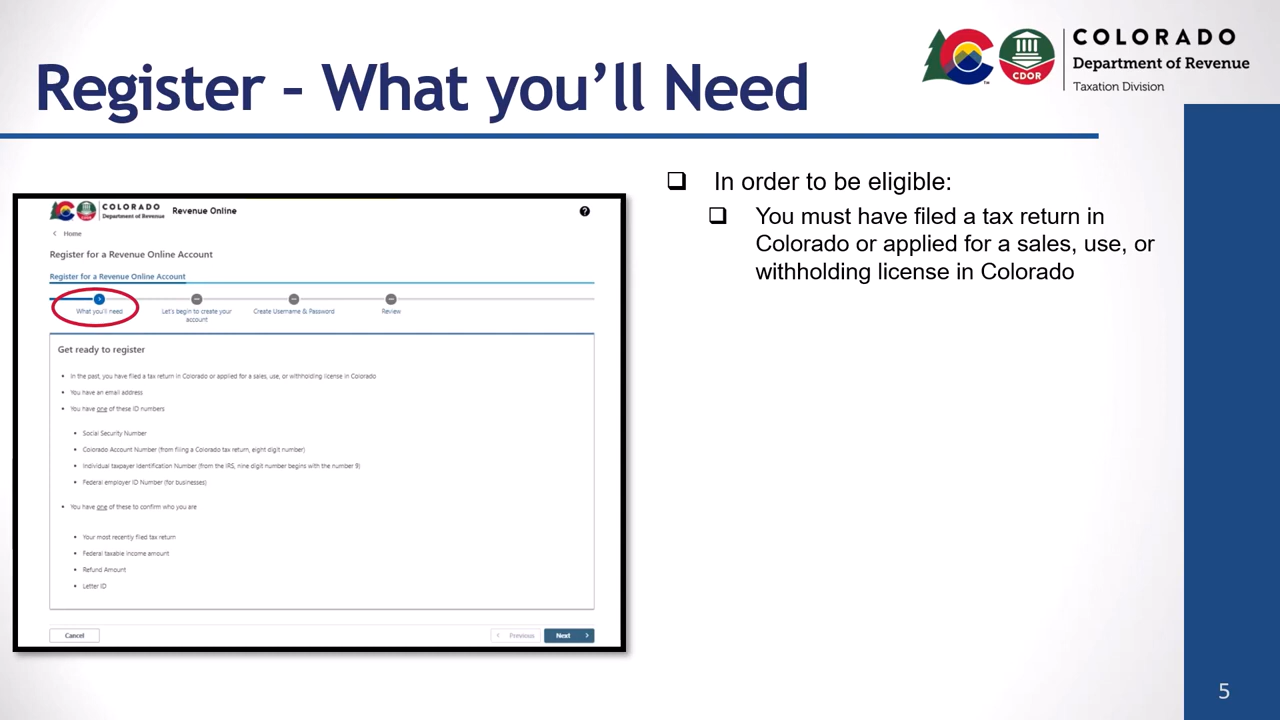 Register - What you'll Need
COLORADO
Department of Revenue
Taxation Division
CDOR
TM
COLORADO
Department of Revenue
Revenue Online
?
< Home
Register for a Revenue Online Account
Register for a Revenue Online Account
What you'll need
Let's begin to create your
account
Create Username & Password
Review
Get ready to register
• In the past, you have filed a tax return in Colorado or applied for a sales, use, or withholding license in Colorado
• You have an email address
• You have one of these ID numbers
• Social Security Number
• Colorado Account Number (from filing a Colorado tax return, eight digit number)
• Individual taxpayer Identification Number (from the IRS, nine digit number begins with the number 9)
• Federal employer ID Number (for businesses)
• You have one of these to confirm who you are
• Your most recently filed tax return
• Federal taxable income amount
• Refund Amount
• Letter ID
Cancel
< Previous
Next >
❑ In order to be eligible:
❑ You must have filed a tax return in
Colorado or applied for a sales, use, or
withholding license in Colorado
5